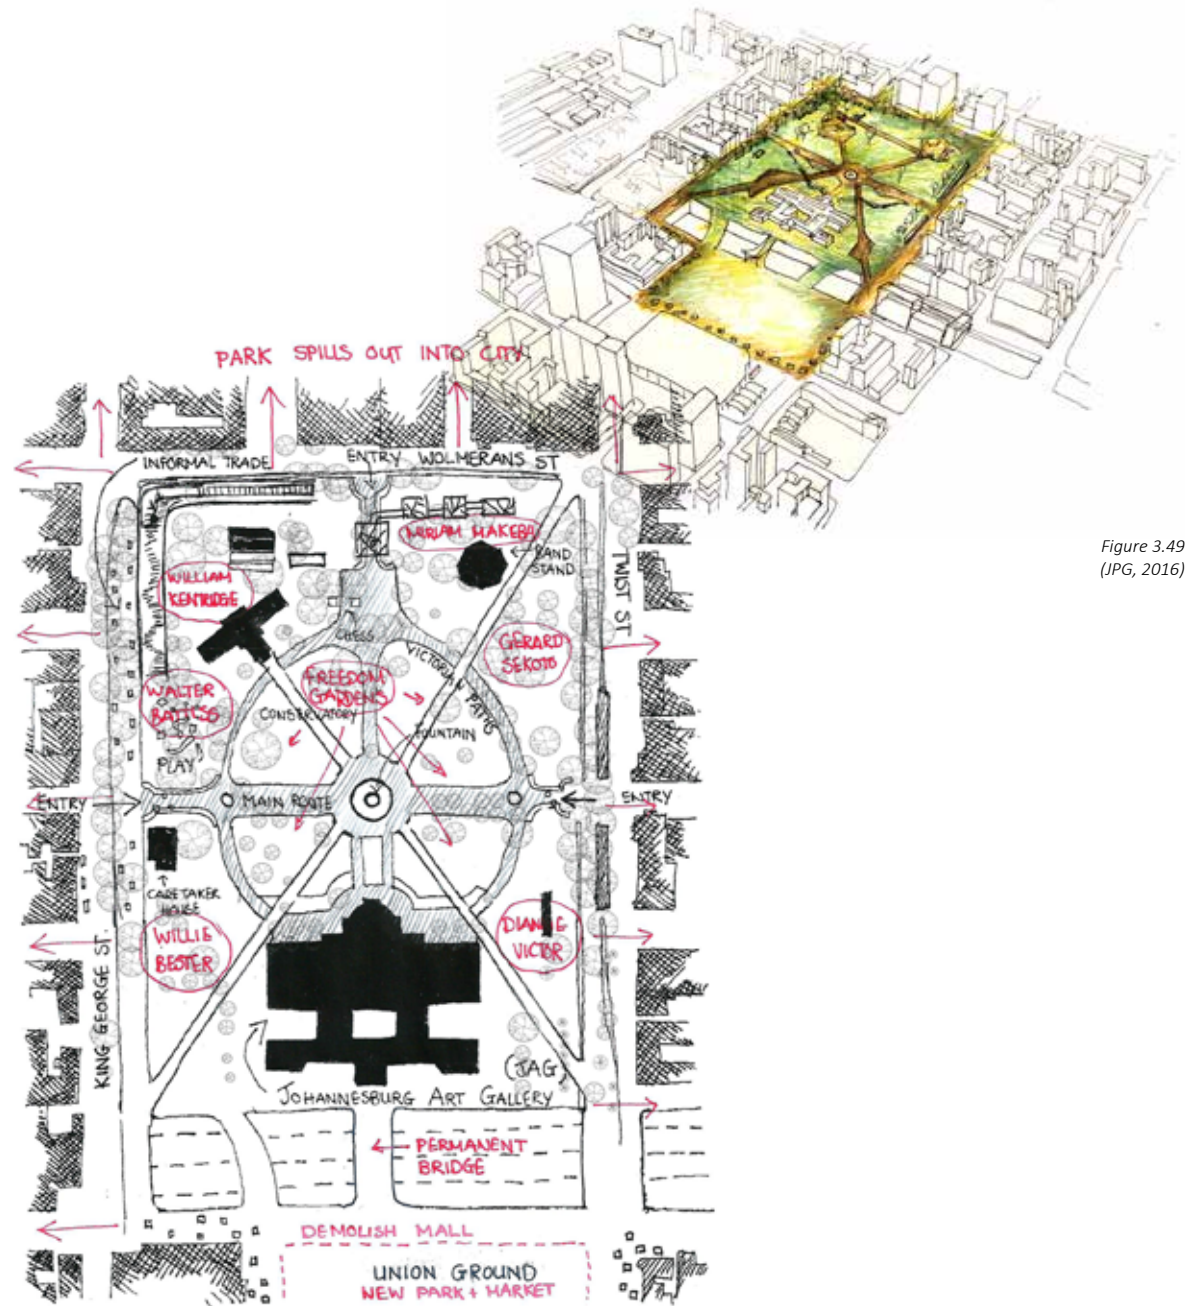 PARK SPILLS OUT INTO CITY
INFORMAL TRADE
ENTRY WOLMERANS ST
MIRIAM MAKEBA
BAND
STAND
Figure 3.49
(JPG, 2016)
TWIST ST
WILLIAM
KENTRIDGE
CHESS
VICTORIAN PATHS
GERARD
SEKOTO
FREEDOM
GARDENS
WALTER
BATTISS
CONSERVATORY
FOUNTAIN
PLAY
ENTRY
MAIN ROUTE
ENTRY
CARETAKER
HOUSE
WILLIE
BESTER
DIANNE
VICTOR
KING GEORGE ST.
(JAG)
JOHANNESBURG ART GALLERY
PERMANENT
BRIDGE
DEMOLISH MALL
UNION GROUND
NEW PARK + MARKET